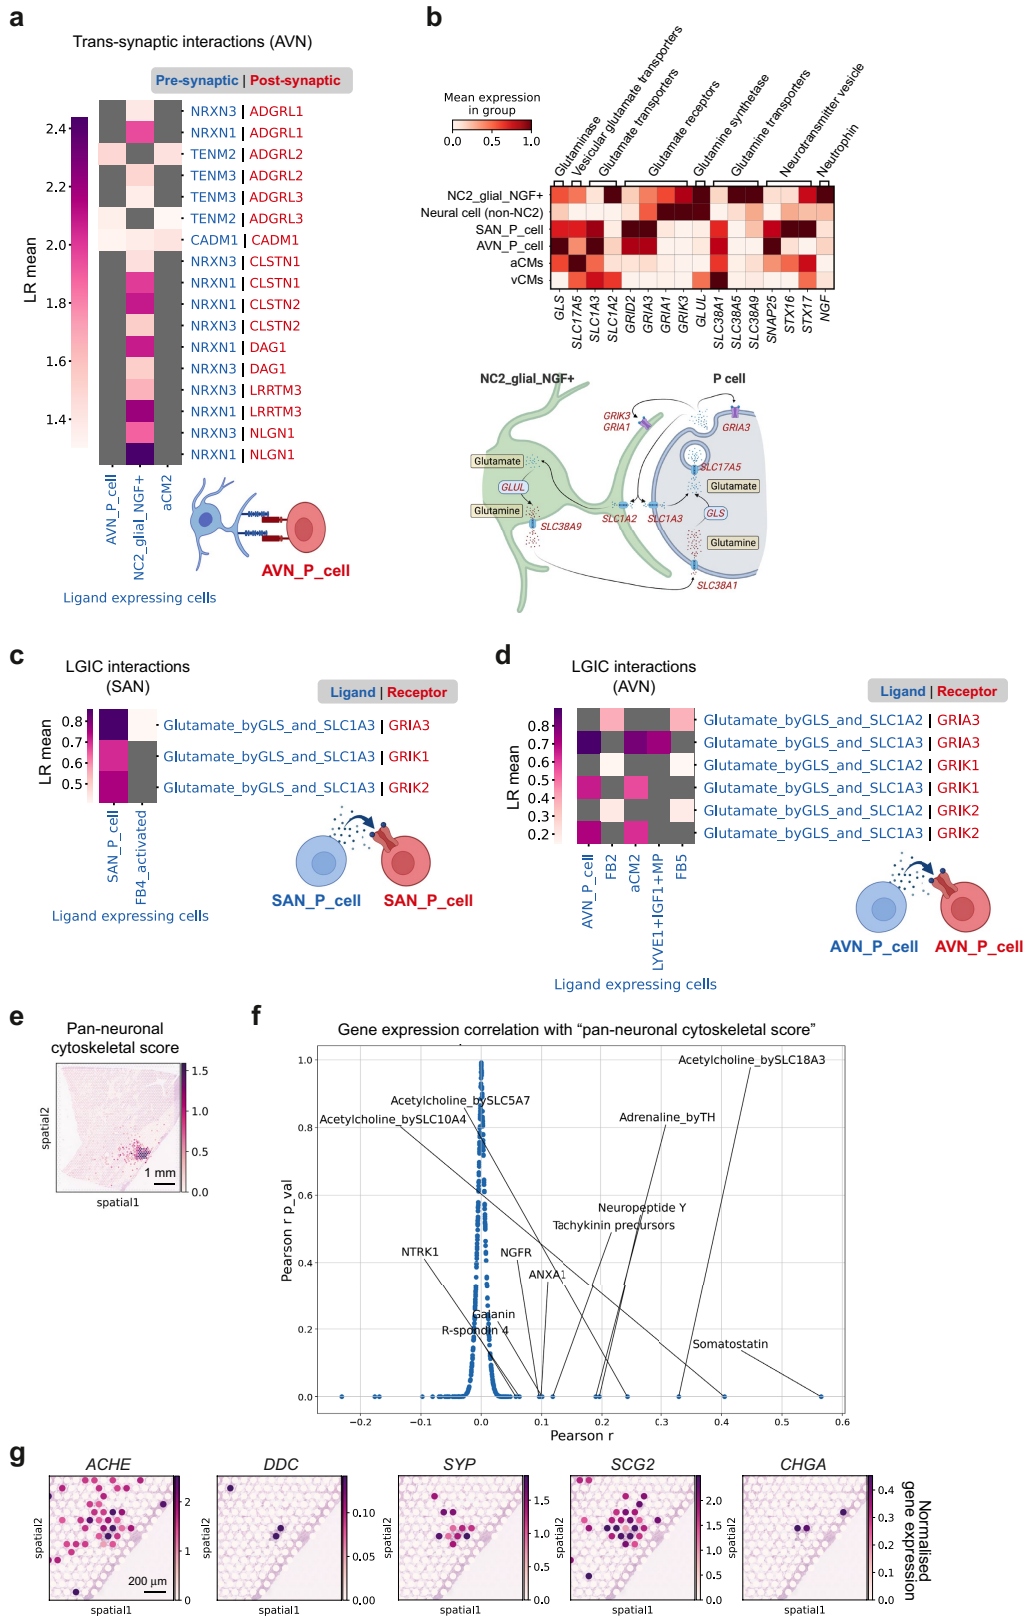 a
Trans-synaptic interactions (AVN)
Pre-synaptic | Post-synaptic
NRXN3 | ADGRL1
NRXN1 | ADGRL1
TENM2 | ADGRL2
NRXN3 | ADGRL2
TENM3 | ADGRL3
TENM2 | ADGRL3
CADM1 | CADM1
NRXN3 | CLSTN1
NRXN1 | CLSTN1
NRXN1 | CLSTN2
NRXN3 | CLSTN2
NRXN1 | DAG1
NRXN3 | DAG1
NRXN3 | LRRTM3
NRXN1 | LRRTM3
NRXN3 | NLGN1
NRXN1 | NLGN1
LR mean
2.4
2.2
2.0
1.8
1.6
1.4
AVN_P_cell
NC2_glial_NGF+
aCM2
Ligand expressing cells
AVN_P_cell
b
Mean expression
in group
0.0 0.5 1.0
Glutaminase
Vesicular glutamate transporters
Glutamate transporters
Glutamate receptors
Glutamine synthetase
Glutamine transporters
Neurotransmitter vesicle
Neutrophin
NC2_glial_NGF+
Neural cell (non-NC2)
SAN_P_cell
AVN_P_cell
aCMs
vCMs
GLS
SLC17A5
SLC1A3
SLC1A2
GRID2
GRIA3
GRIA1
GRIK3
GLUL
SLC38A1
SLC38A5
SLC38A9
SNAP25
STX16
STX17
NGF
NC2_glial_NGF+
P cell
GRIK3
GRIA1
GRIA3
SLC17A5
Glutamate
Glutamate
GLUL
GLS
Glutamine
SLC38A9
SLC1A2
SLC1A3
Glutamine
SLC38A1
c
LGIC interactions
(SAN)
Ligand | Receptor
LR mean
0.8
0.7
0.6
0.5
Glutamate_byGLS_and_SLC1A3 | GRIA3
Glutamate_byGLS_and_SLC1A3 | GRIK1
Glutamate_byGLS_and_SLC1A3 | GRIK2
SAN_P_cell
FB4_activated
Ligand expressing cells
SAN_P_cell
SAN_P_cell
d
LGIC interactions
(AVN)
Ligand | Receptor
LR mean
0.8
0.7
0.6
0.5
0.4
0.3
0.2
Glutamate_byGLS_and_SLC1A2 | GRIA3
Glutamate_byGLS_and_SLC1A3 | GRIA3
Glutamate_byGLS_and_SLC1A2 | GRIK1
Glutamate_byGLS_and_SLC1A3 | GRIK1
Glutamate_byGLS_and_SLC1A2 | GRIK2
Glutamate_byGLS_and_SLC1A3 | GRIK2
AVN_P_cell
FB2
aCM2
LYVE1+IGF1+MP
FB5
Ligand expressing cells
AVN_P_cell
AVN_P_cell
e
Pan-neuronal
cytoskeletal score
spatial2
spatial1
1 mm
1.5
1.0
0.5
0.0
f
Gene expression correlation with “pan-neuronal cytoskeletal score”
Pearson r p_val
1.0
0.8
0.6
0.4
0.2
0.0
Acetylcholine_bySLC18A3
Acetylcholine_bySLC5A7
Acetylcholine_bySLC10A4
Adrenaline_byTH
Neuropeptide Y
Tachykinin precursors
NTRK1
NGFR
ANXA1
Galanin
R-spondin 4
Somatostatin
−0.2 −0.1 0.0 0.1 0.2 0.3 0.4 0.5 0.6
Pearson r
g
ACHE
spatial2
spatial1
200 µm
2
1
0
DDC
spatial2
spatial1
0.10
0.05
0.00
SYP
spatial2
spatial1
1.5
1.0
0.5
0.0
SCG2
spatial2
spatial1
2.0
1.5
1.0
0.5
0.0
CHGA
spatial2
spatial1
0.4
0.3
0.2
0.1
0.0
Normalised
gene expression